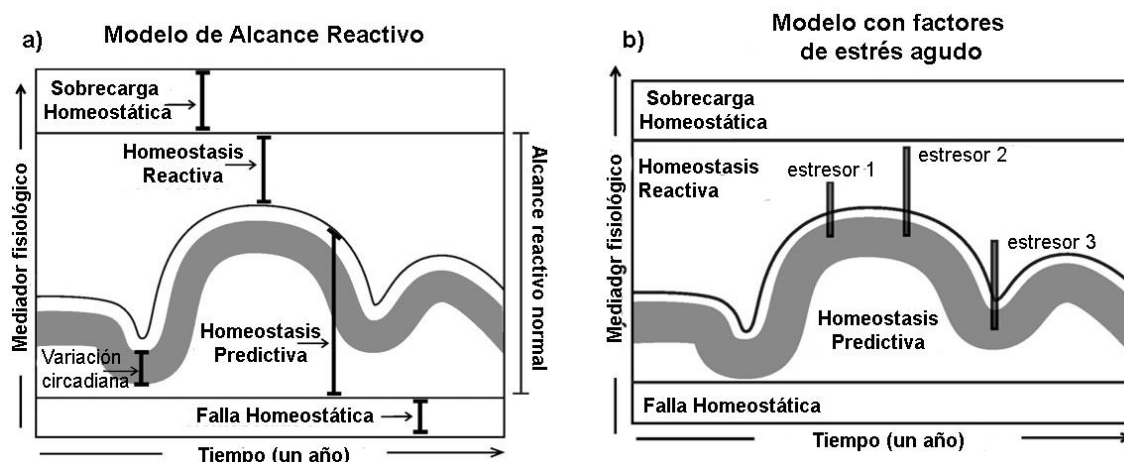 a)
Modelo de Alcance Reactivo
Mediador fisiológico
Sobrecarga
Homeostática
Homeostasis
Reactiva
Homeostasis
Predictiva
Variación
circadiana
Falla Homeostática
Alcance reactivo normal
Tiempo (un año)
b)
Modelo con factores
de estrés agudo
Mediador fisiológico
Sobrecarga
Homeostática
Homeostasis
Reactiva
estresor 1
estresor 2
estresor 3
Homeostasis
Predictiva
Falla Homeostática
Tiempo (un año)